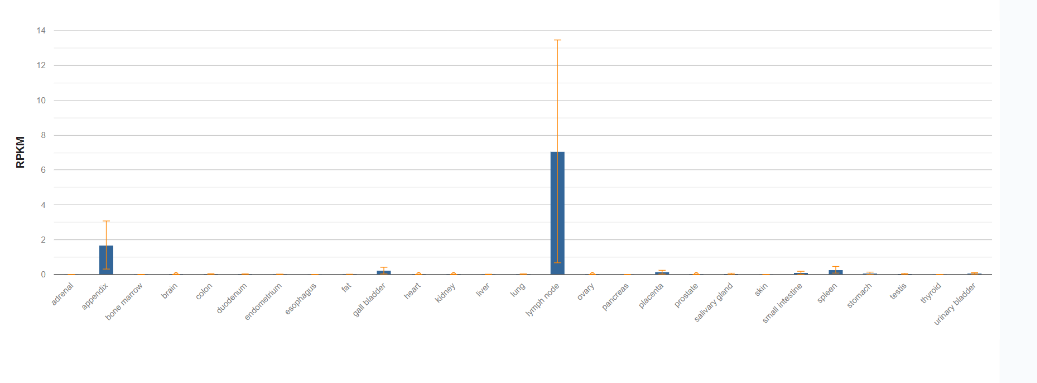 14
12
10
8
6
4
2
0
RPKM
adrenal
appendix
bone marrow
brain
colon
duodenum
endometrium
esophagus
fat
gall bladder
heart
kidney
liver
lung
lymph node
ovary
pancreas
placenta
prostate
salivary gland
skin
small intestine
spleen
stomach
testis
thyroid
urinary bladder